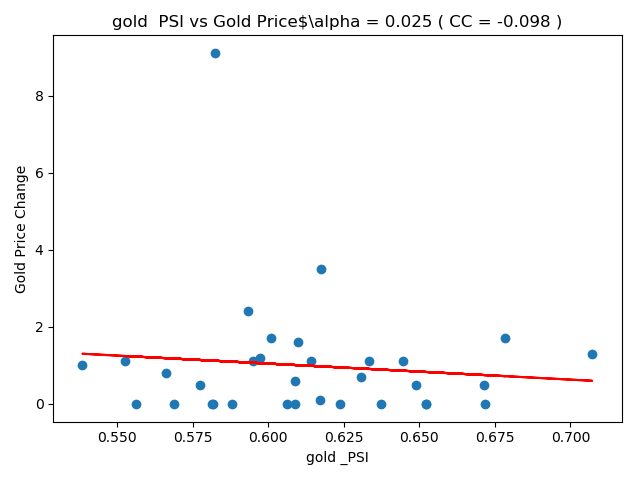 gold  PSI vs Gold Price$\alpha = 0.025 ( CC = -0.098 )
Gold Price Change
8
6
4
2
0
0.550 0.575 0.600 0.625 0.650 0.675 0.700
gold _PSI